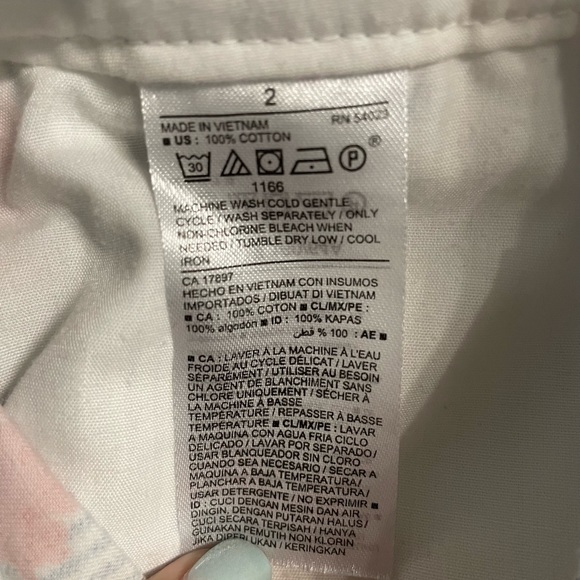 2
MADE IN VIETNAM RN 54023
■ US : 100% COTTON
30 P ®
1166
MACHINE WASH COLD GENTLE
CYCLE / WASH SEPARATELY / ONLY
NON-CHLORINE BLEACH WHEN
NEEDED / TUMBLE DRY LOW / COOL
IRON
CA 17897
HECHO EN VIETNAM CON INSUMOS
IMPORTADOS / DIBUAT DI VIETNAM
■ CA : 100% COTON ■ CL/MX/PE :
100% algodón ■ ID : 100% KAPAS
قطن % 100 : AE ■
■ CA : LAVER À LA MACHINE À L'EAU
FROIDE AU CYCLE DÉLICAT / LAVER
SÉPARÉMENT / UTILISER AU BESOIN
UN AGENT DE BLANCHIMENT SANS
CHLORE UNIQUEMENT / SÉCHER À
LA MACHINE À BASSE
TEMPÉRATURE / REPASSER À BASSE
TEMPÉRATURE ■ CL/MX/PE : LAVAR
A MAQUINA CON AGUA FRIA CICLO
DELICADO / LAVAR POR SEPARADO /
USAR BLANQUEADOR SIN CLORO
CUANDO SEA NECESARIO / SECAR A
MAQUINA A BAJA TEMPERATURA /
PLANCHAR A BAJA TEMPERATURA /
USAR DETERGENTE / NO EXPRIMIR ■
ID : CUCI DENGAN MESIN DAN AIR
DINGIN, DENGAN PUTARAN HALUS /
CUCI SECARA TERPISAH / HANYA
GUNAKAN PEMUTIH NON KLORIN
JIKA DIPERLUKAN / KERINGKAN